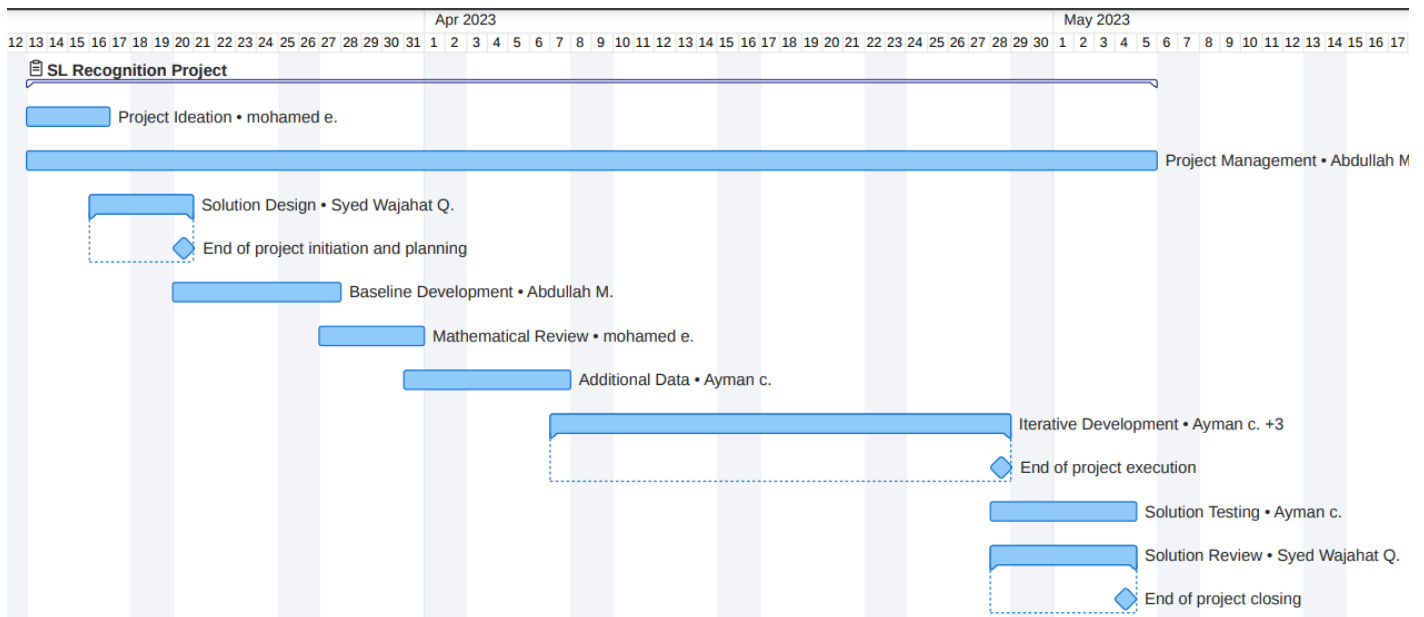 Apr 2023 May 2023
12 13 14 15 16 17 18 19 20 21 22 23 24 25 26 27 28 29 30 31 1 2 3 4 5 6 7 8 9 10 11 12 13 14 15 16 17 18 19 20 21 22 23 24 25 26 27 28 29 30 1 2 3 4 5 6 7 8 9 10 11 12 13 14 15 16 17
SL Recognition Project
Project Ideation • mohamed e.
Project Management • Abdullah M
Solution Design • Syed Wajahat Q.
End of project initiation and planning
Baseline Development • Abdullah M.
Mathematical Review • mohamed e.
Additional Data • Ayman c.
Iterative Development • Ayman c. +3
End of project execution
Solution Testing • Ayman c.
Solution Review • Syed Wajahat Q.
End of project closing